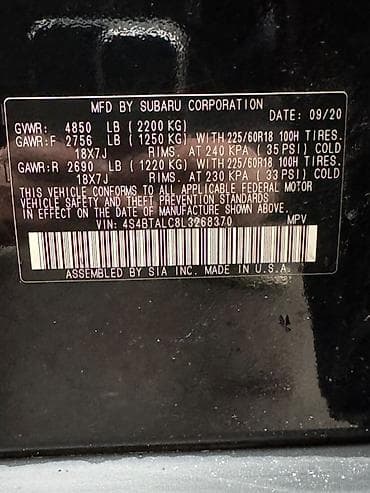 MFD BY SUBARU CORPORATION
DATE: 09/20
GVWR: 4850 LB (2200 KG)
GAWR:F 2756 LB (1250 KG) WITH 225/60R18 100H TIRES.
18X7J RIMS. AT 240 KPA (35 PSI) COLD
GAWR:R 2690 LB (1220 KG) WITH 225/60R18 100H TIRES.
18X7J RIMS. AT 230 KPA (33 PSI) COLD
THIS VEHICLE CONFORMS TO ALL APPLICABLE FEDERAL MOTOR
VEHICLE SAFETY AND THEFT PREVENTION STANDARDS
IN EFFECT ON THE DATE OF MANUFACTURE SHOWN ABOVE.
VIN: 4S4BTALC8L3268370 MPV
ASSEMBLED BY SIA INC. MADE IN U.S.A.